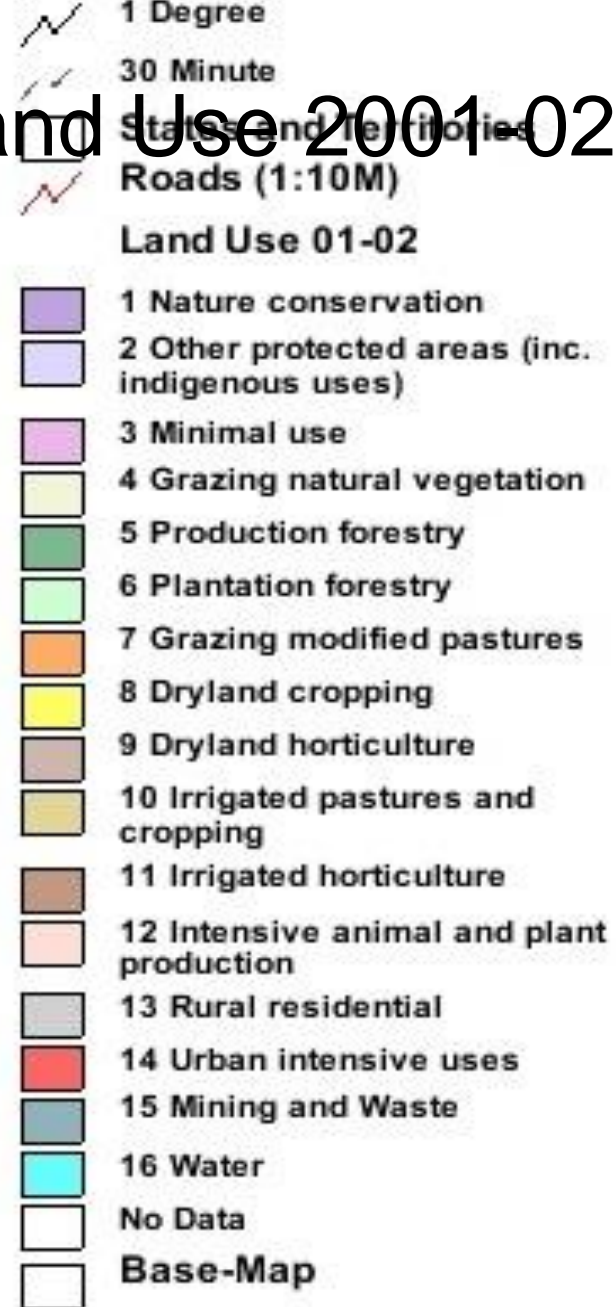 1 Degree
30 Minute
and Use 2001-02
States and Territories
Roads (1:10M)
Land Use 01-02
1 Nature conservation
2 Other protected areas (inc.
indigenous uses)
3 Minimal use
4 Grazing natural vegetation
5 Production forestry
6 Plantation forestry
7 Grazing modified pastures
8 Dryland cropping
9 Dryland horticulture
10 Irrigated pastures and
cropping
11 Irrigated horticulture
12 Intensive animal and plant
production
13 Rural residential
14 Urban intensive uses
15 Mining and Waste
16 Water
No Data
Base-Map